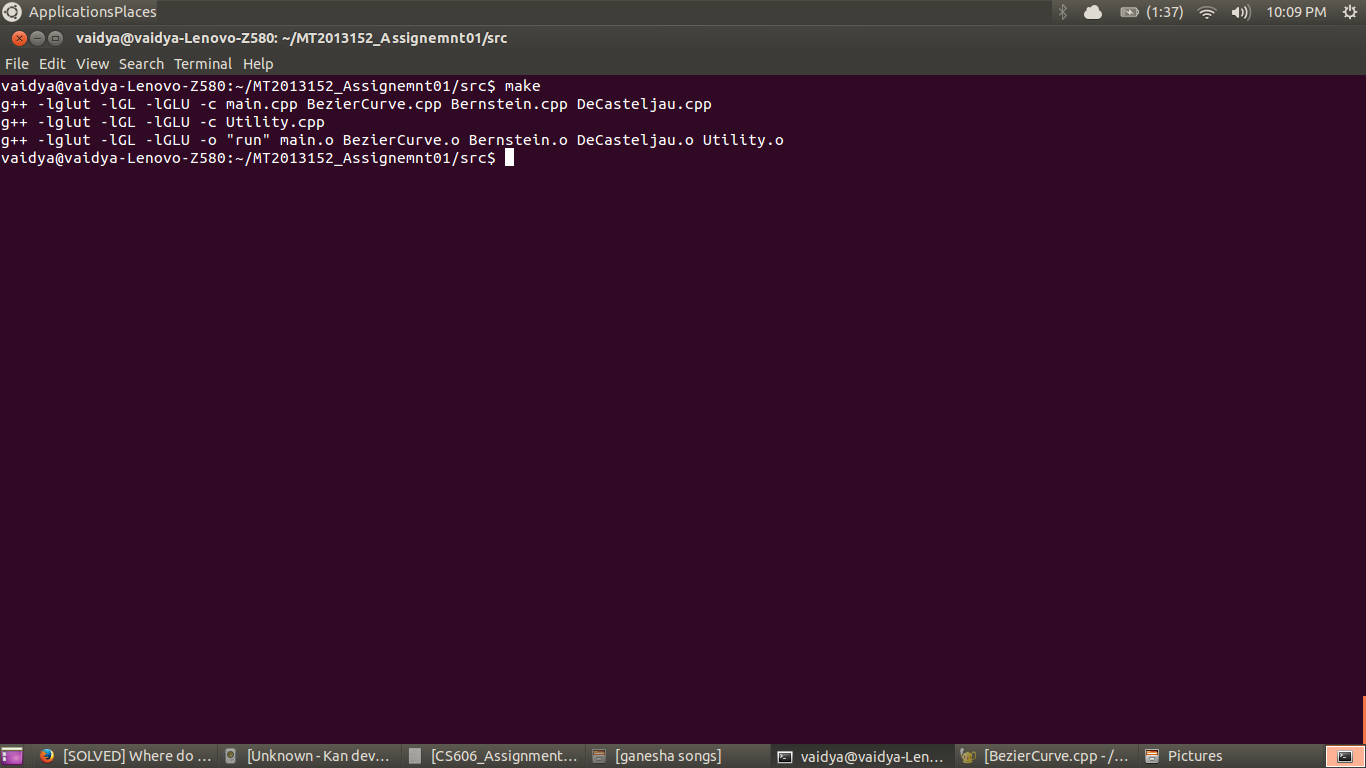 ApplicationsPlaces (1:37) 10:09 PM
vaidya@vaidya-Lenovo-Z580: ~/MT2013152_Assignemnt01/src
File Edit View Search Terminal Help
vaidya@vaidya-Lenovo-Z580:~/MT2013152_Assignemnt01/src$ make
g++ -lglut -lGL -lGLU -c main.cpp BezierCurve.cpp Bernstein.cpp DeCasteljau.cpp
g++ -lglut -lGL -lGLU -c Utility.cpp
g++ -lglut -lGL -lGLU -o "run" main.o BezierCurve.o Bernstein.o DeCasteljau.o Utility.o
vaidya@vaidya-Lenovo-Z580:~/MT2013152_Assignemnt01/src$
[SOLVED] Where do ... [Unknown - Kan dev... [CS606_Assignment... [ganesha songs] vaidya@vaidya-Len... [BezierCurve.cpp - /... Pictures